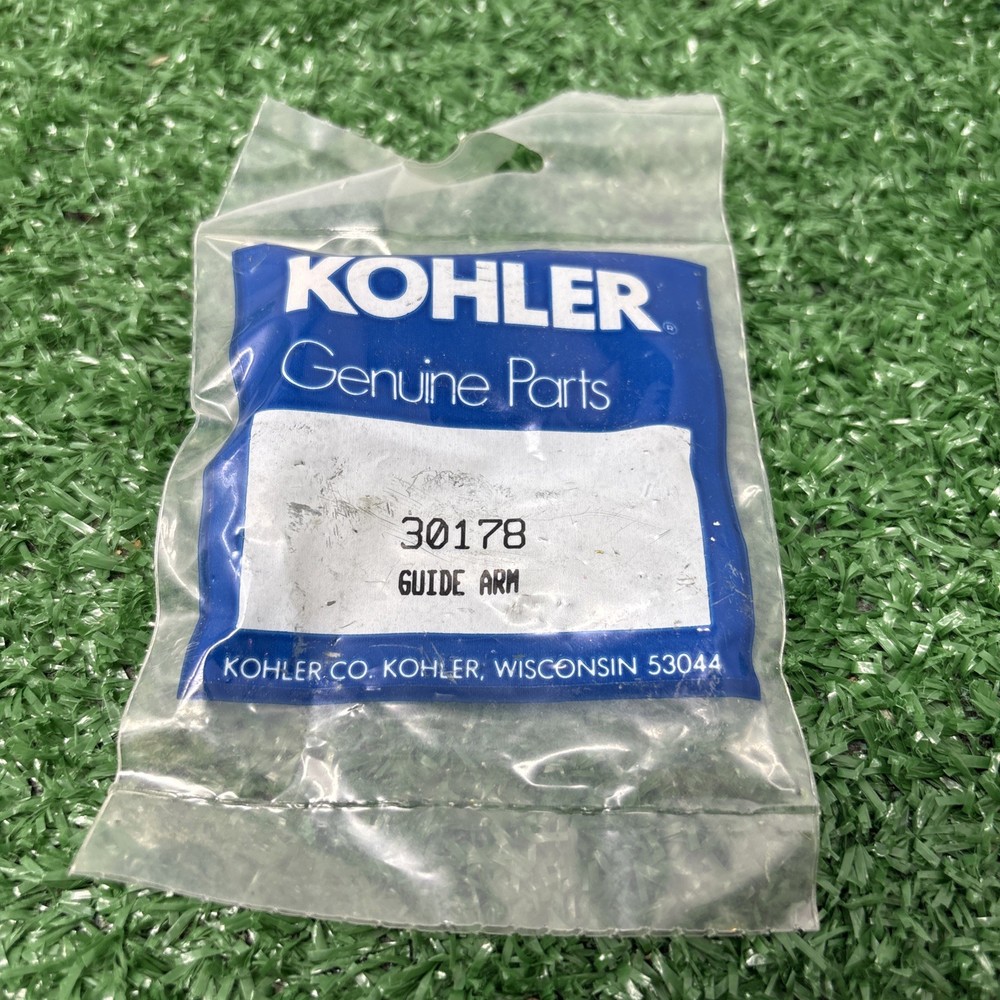 KOHLER®
Genuine Parts
30178
GUIDE ARM
KOHLER CO. KOHLER, WISCONSIN 53044